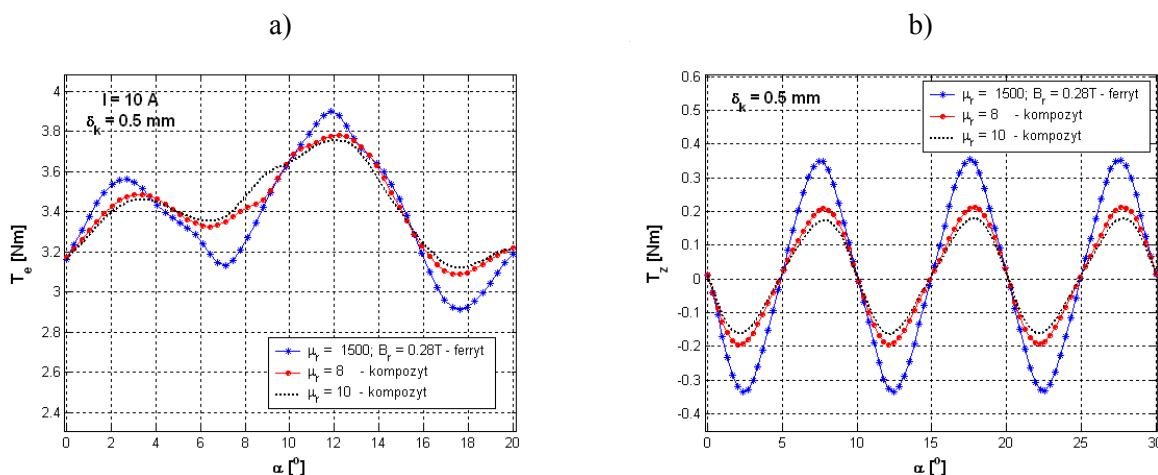 a)
b)
I = 10 A
δk = 0.5 mm
Te [Nm]
4
3.8
3.6
3.4
3.2
3
2.8
2.6
2.4
μr = 1500; Br = 0.28T - ferryt
μr = 8 - kompozyt
μr = 10 - kompozyt
0 2 4 6 8 10 12 14 16 18 20
α [°]
δk = 0.5 mm
μr = 1500; Br = 0.28T - ferryt
μr = 8 - kompozyt
μr = 10 - kompozyt
Tz [Nm]
0.6
0.5
0.4
0.3
0.2
0.1
0
-0.1
-0.2
-0.3
-0.4
0 5 10 15 20 25 30
α [°]